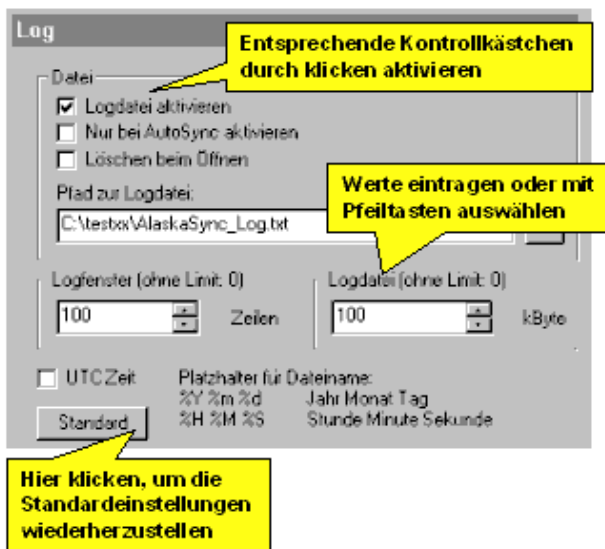 Log
Entsprechende Kontrollkästchen
durch klicken aktivieren
Datei
Logdatei aktivieren
Nur bei AutoSync aktivieren
Löschen beim Öffnen
Pfad zur Logdatei:
C:\testxx\AlaskaSync_Log.txt
Werte eintragen oder mit
Pfeiltasten auswählen
Logfenster (ohne Limit: 0)
100
Zeilen
Logdatei (ohne Limit: 0)
100
kByte
UTC Zeit
Platzhalter für Dateiname:
%Y %m %d Jahr Monat Tag
%H %M %S Stunde Minute Sekunde
Standard
Hier klicken, um die
Standardeinstellungen
wiederherzustellen